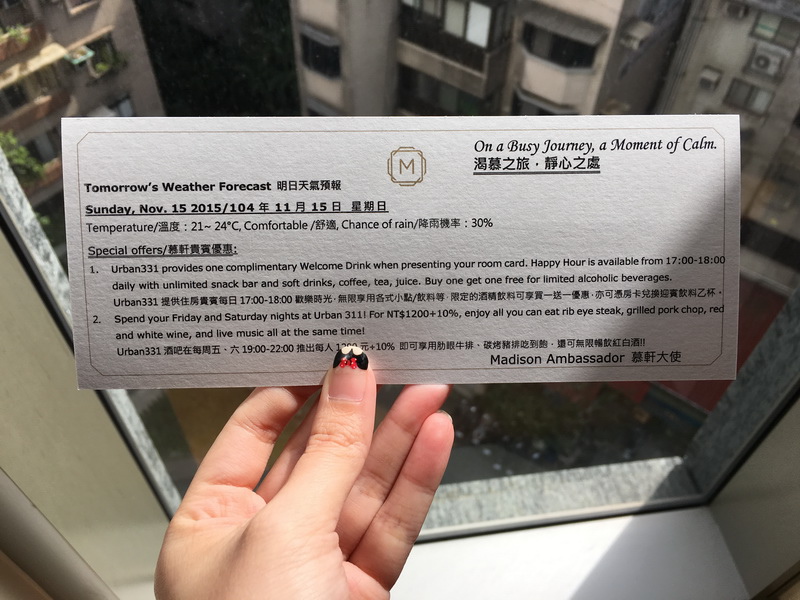 On a Busy Journey, a Moment of Calm.
渴慕之旅‧靜心之處
M
Tomorrow's Weather Forecast 明日天氣預報
Sunday, Nov. 15 2015/104 年 11 月 15 日 星期日
Temperature/溫度：21~ 24°C, Comfortable /舒適, Chance of rain/降雨機率：30%
Special offers/慕軒貴賓優惠:
1. Urban331 provides one complimentary Welcome Drink when presenting your room card. Happy Hour is available from 17:00-18:00
daily with unlimited snack bar and soft drinks, coffee, tea, juice. Buy one get one free for limited alcoholic beverages.
Urban331 提供住房貴賓每日 17:00-18:00 歡樂時光‧無限享用各式小點/飲料等‧限定的酒精飲料可享買一送一優惠‧亦可憑房卡兌換迎賓飲料乙杯‧
2. Spend your Friday and Saturday nights at Urban 311! For NT$1200+10%, enjoy all you can eat rib eye steak, grilled pork chop, red
and white wine, and live music all at the same time!
Urban331 酒吧在每周五、六 19:00-22:00 推出每人 1200 元+10% 即可享用肋眼牛排、碳烤豬排吃到飽‧還可無限暢飲紅白酒!!
Madison Ambassador 慕軒大使